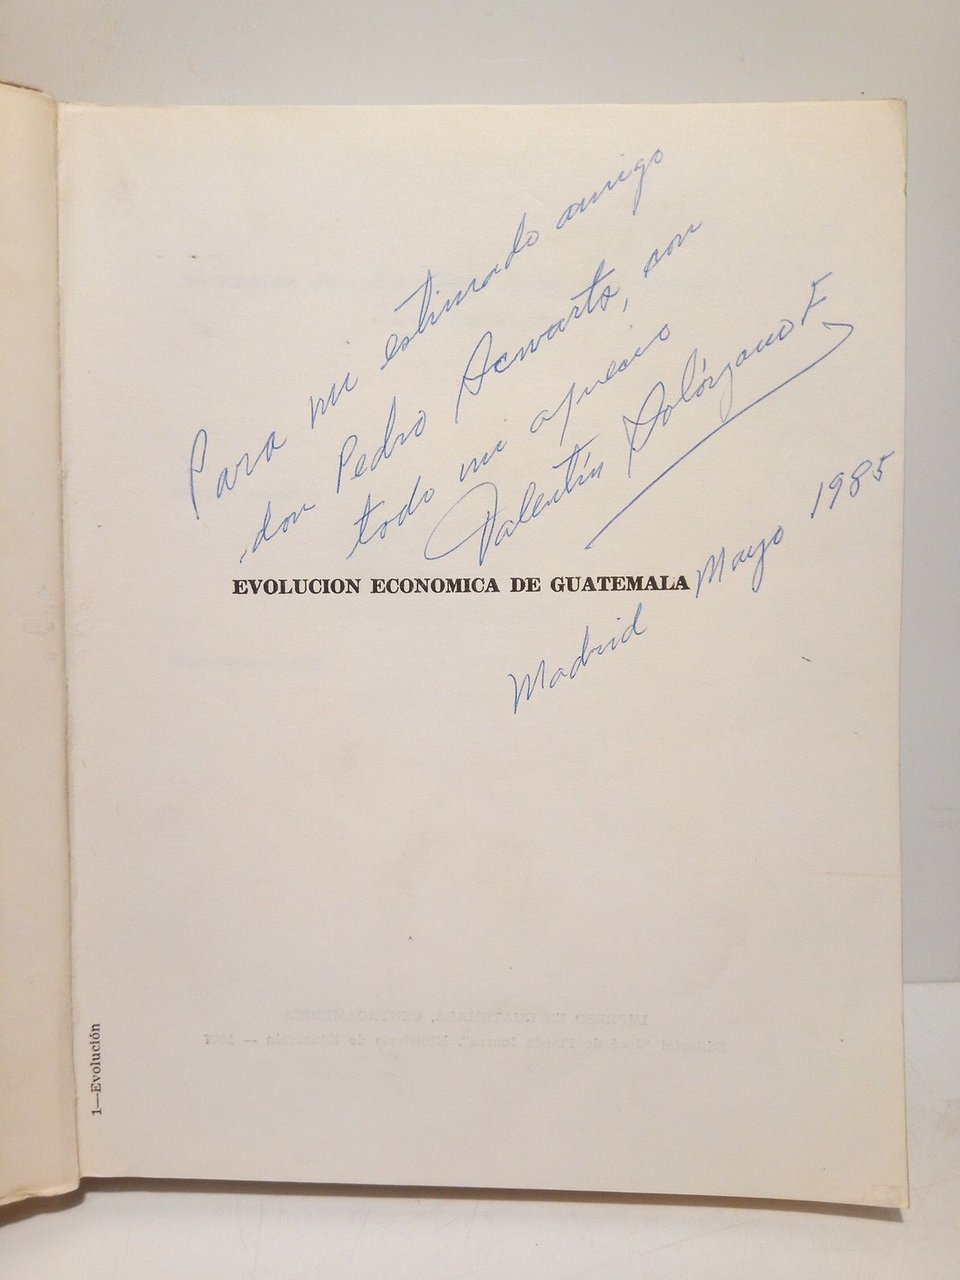 Para mi estimado amigo
don Pedro Scwartz, con
todo mi aprecio
Valentín Solórzano F
EVOLUCION ECONOMICA DE GUATEMALA
Madrid Mayo 1985
1—Evolución